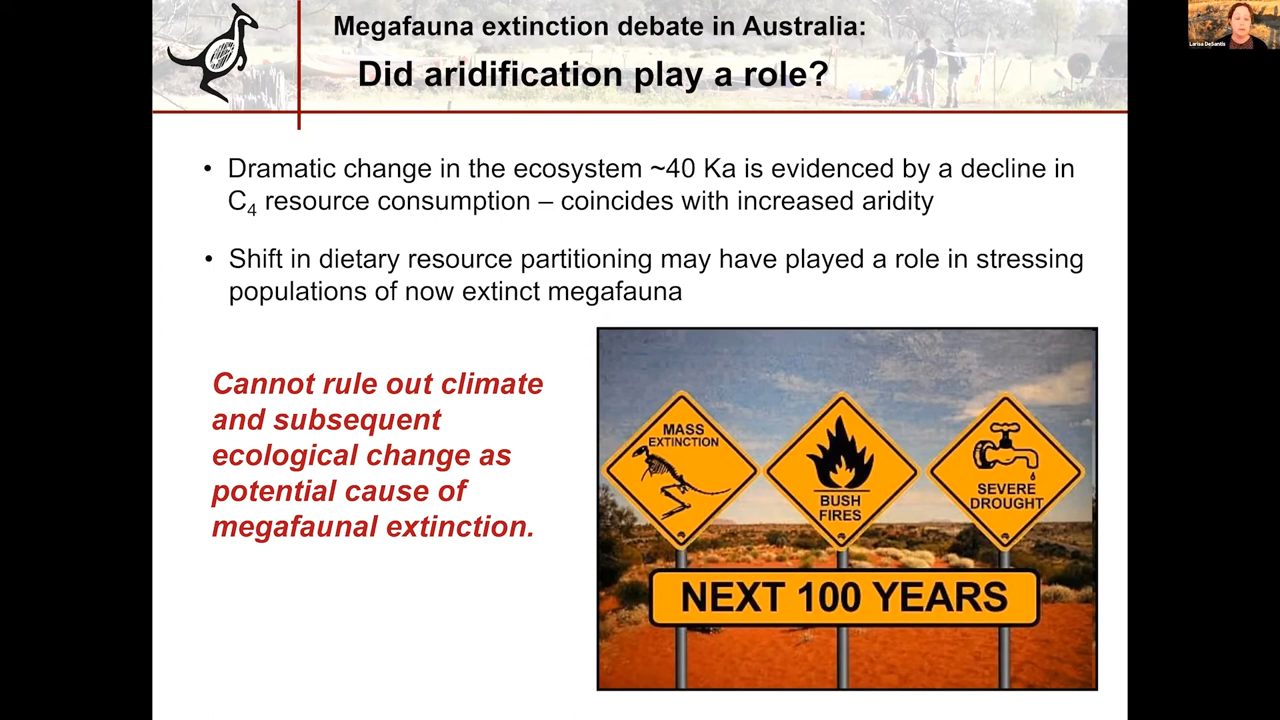 Megafauna extinction debate in Australia:
Did aridification play a role?
Larisa DeSantis
• Dramatic change in the ecosystem ~40 Ka is evidenced by a decline in
C₄ resource consumption – coincides with increased aridity
• Shift in dietary resource partitioning may have played a role in stressing
populations of now extinct megafauna
Cannot rule out climate
and subsequent
ecological change as
potential cause of
megafaunal extinction.
MASS
EXTINCTION
BUSH
FIRES
SEVERE
DROUGHT
NEXT 100 YEARS